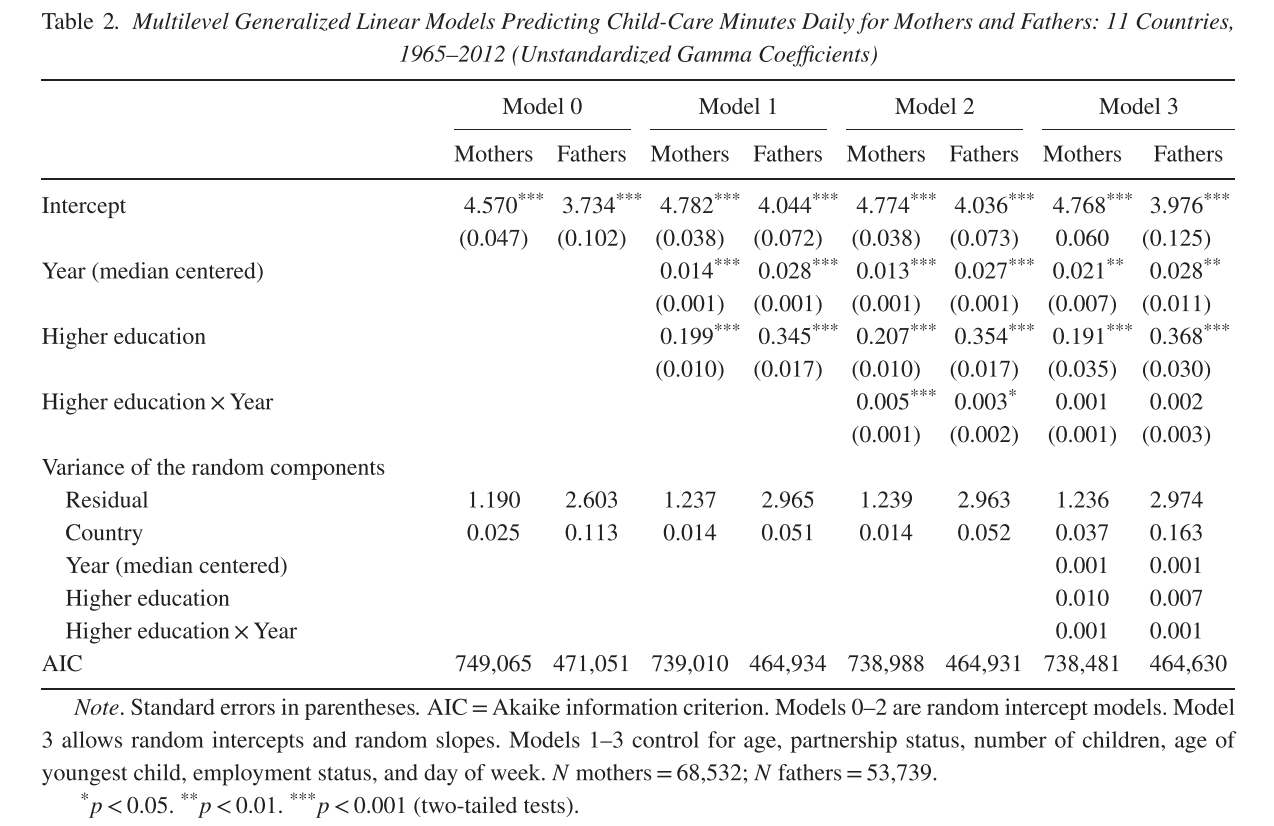 Table 2. Multilevel Generalized Linear Models Predicting Child-Care Minutes Daily for Mothers and Fathers: 11 Countries,
1965–2012 (Unstandardized Gamma Coefficients)
Model 0 Model 1 Model 2 Model 3
Mothers Fathers Mothers Fathers Mothers Fathers Mothers Fathers
Intercept 4.570*** 3.734*** 4.782*** 4.044*** 4.774*** 4.036*** 4.768*** 3.976***
(0.047) (0.102) (0.038) (0.072) (0.038) (0.073) 0.060 (0.125)
Year (median centered) 0.014*** 0.028*** 0.013*** 0.027*** 0.021** 0.028**
(0.001) (0.001) (0.001) (0.001) (0.007) (0.011)
Higher education 0.199*** 0.345*** 0.207*** 0.354*** 0.191*** 0.368***
(0.010) (0.017) (0.010) (0.017) (0.035) (0.030)
Higher education × Year 0.005*** 0.003* 0.001 0.002
(0.001) (0.002) (0.001) (0.003)
Variance of the random components
Residual 1.190 2.603 1.237 2.965 1.239 2.963 1.236 2.974
Country 0.025 0.113 0.014 0.051 0.014 0.052 0.037 0.163
Year (median centered) 0.001 0.001
Higher education 0.010 0.007
Higher education × Year 0.001 0.001
AIC 749,065 471,051 739,010 464,934 738,988 464,931 738,481 464,630
Note. Standard errors in parentheses. AIC = Akaike information criterion. Models 0–2 are random intercept models. Model
3 allows random intercepts and random slopes. Models 1–3 control for age, partnership status, number of children, age of
youngest child, employment status, and day of week. N mothers = 68,532; N fathers = 53,739.
*p < 0.05. **p < 0.01. ***p < 0.001 (two-tailed tests).